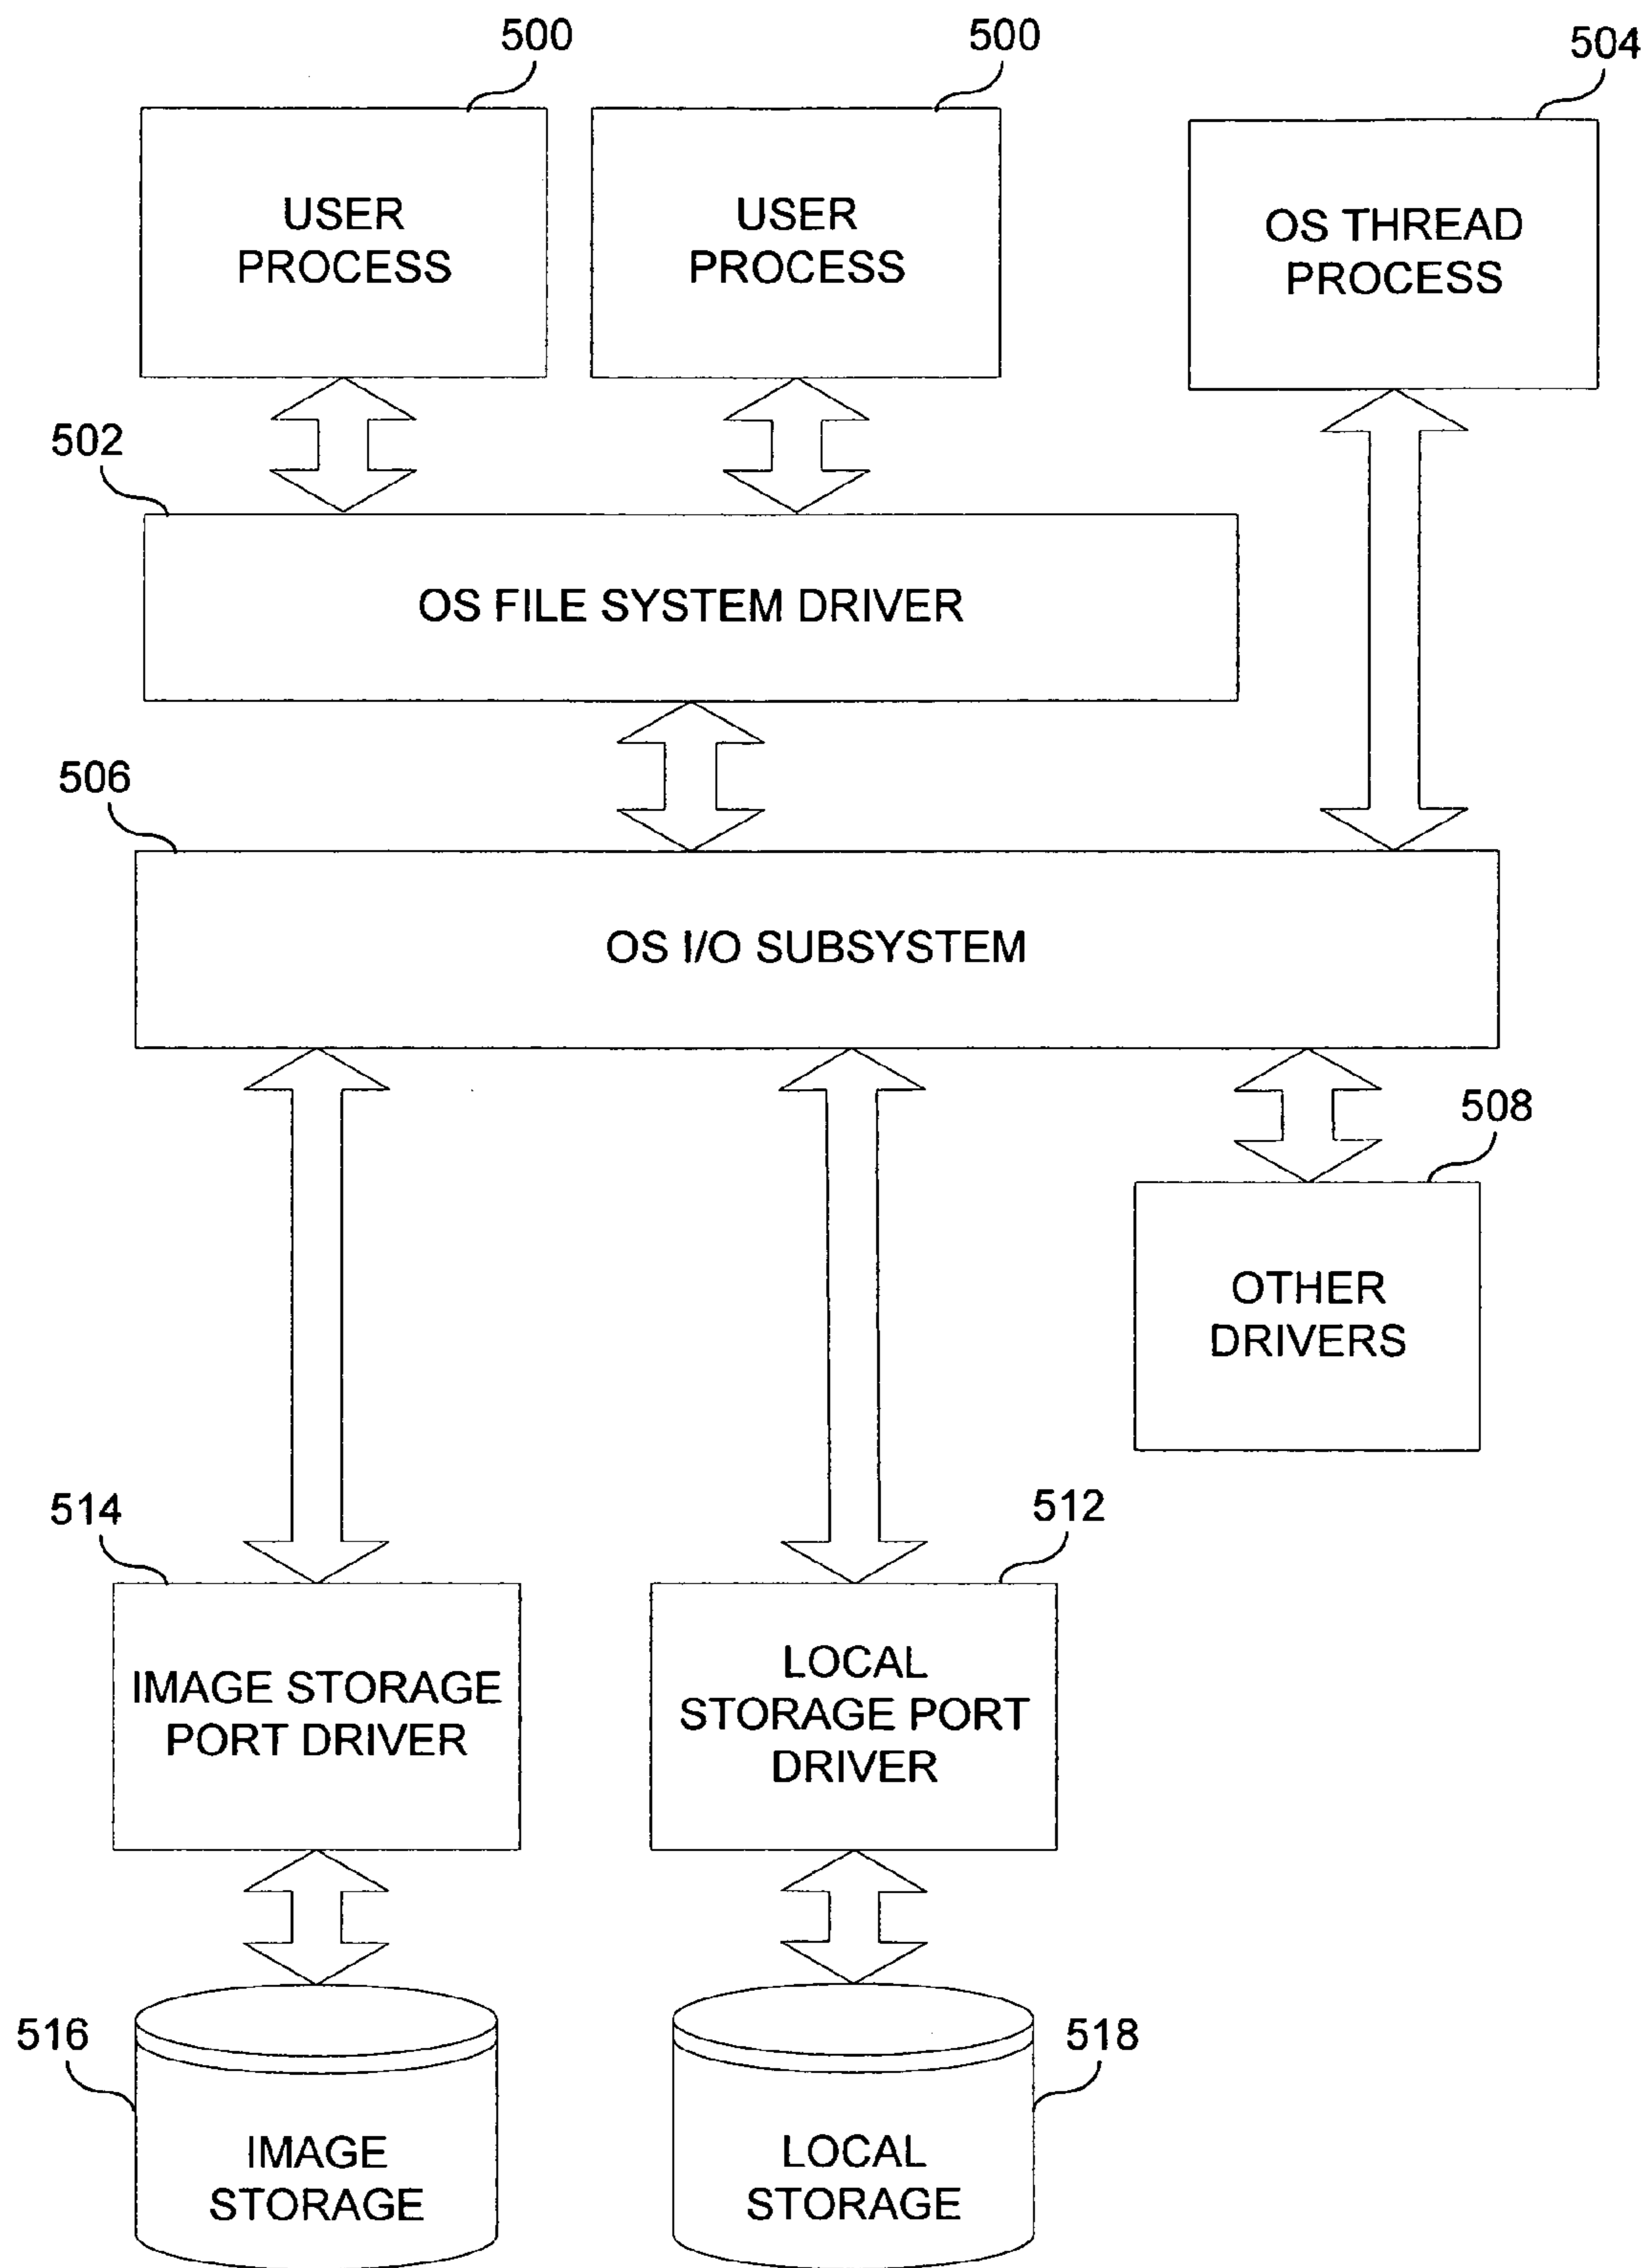 500
500
504
USER
PROCESS
USER
PROCESS
OS THREAD
PROCESS
502
OS FILE SYSTEM DRIVER
506
OS I/O SUBSYSTEM
508
OTHER
DRIVERS
514
512
IMAGE STORAGE
PORT DRIVER
LOCAL
STORAGE PORT
DRIVER
516
518
IMAGE
STORAGE
LOCAL
STORAGE